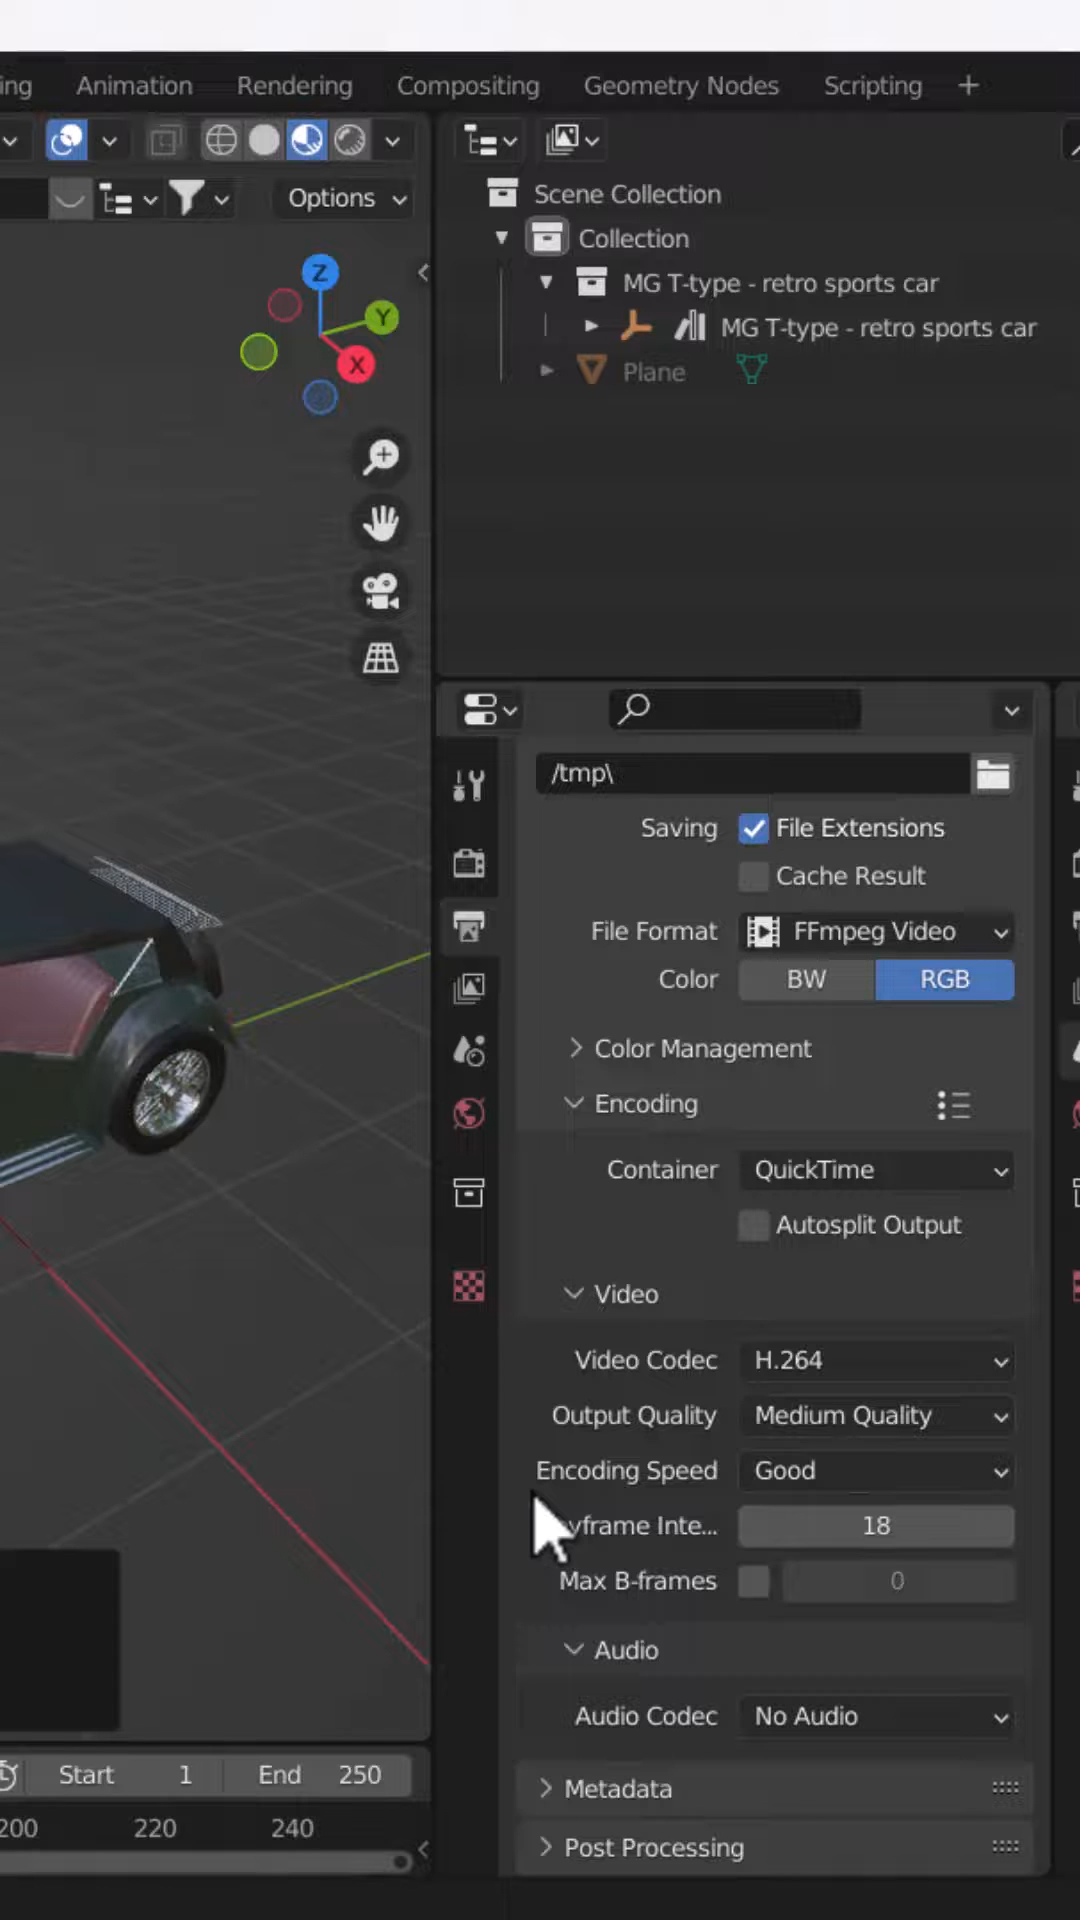 ing Animation Rendering Compositing Geometry Nodes Scripting +
Options
Scene Collection
Collection
MG T-type - retro sports car
MG T-type - retro sports car
Plane
Z
Y
X
/tmp\
Saving File Extensions
Cache Result
File Format FFmpeg Video
Color BW RGB
Color Management
Encoding
Container QuickTime
Autosplit Output
Video
Video Codec H.264
Output Quality Medium Quality
Encoding Speed Good
yframe Inte... 18
Max B-frames 0
Audio
Audio Codec No Audio
Metadata
Post Processing
Start 1 End 250
200 220 240